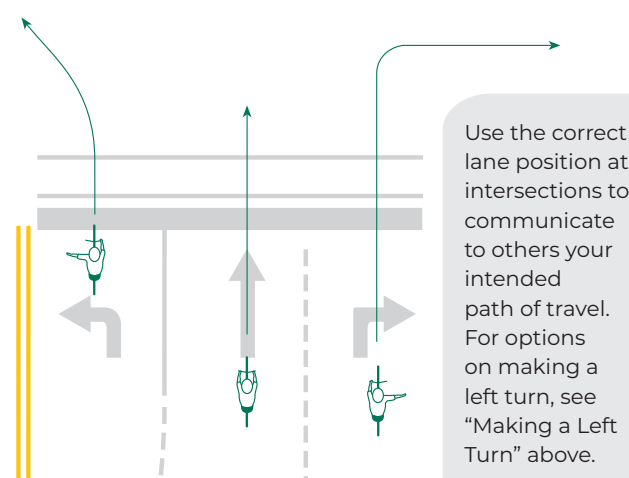 Use the correct
lane position at
intersections to
communicate
to others your
intended
path of travel.
For options
on making a
left turn, see
“Making a Left
Turn” above.